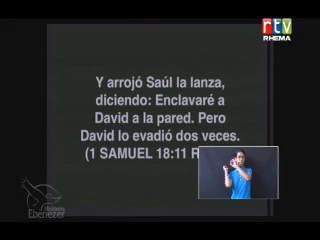 rtv
RHEMA
Y arrojó Saúl la lanza,
diciendo: Enclavaré a
David a la pared. Pero
David lo evadió dos veces.
(1 SAMUEL 18:11 R
Ministerios
Ebenezer